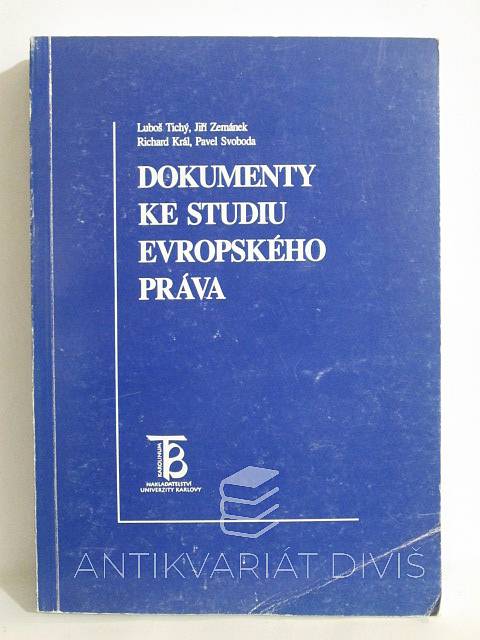 Luboš Tichý, Jiří Zemánek
Richard Král, Pavel Svoboda
DOKUMENTY
KE STUDIU
EVROPSKÉHO
PRÁVA
KAROLINUM
NAKLADATELSTVÍ
UNIVERZITY KARLOVY
ANTIKVARIÁT DIVIŠ